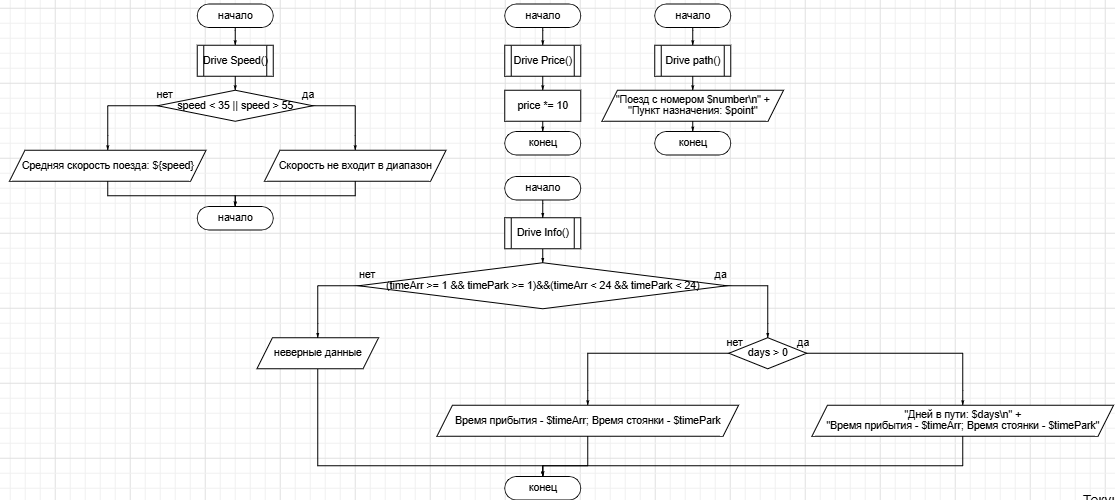 начало
Drive Speed()
нет
да
speed < 35 || speed > 55
Средняя скорость поезда: ${speed}
Скорость не входит в диапазон
начало
начало
Drive Price()
price *= 10
конец
начало
Drive path()
"Поезд с номером $number\n" +
"Пункт назначения: $point"
конец
начало
Drive Info()
нет
да
(timeArr >= 1 && timePark >= 1)&&(timeArr < 24 && timePark < 24)
неверные данные
нет
да
days > 0
Время прибытия - $timeArr; Время стоянки - $timePark
"Дней в пути: $days\n" +
"Время прибытия - $timeArr; Время стоянки - $timePark"
конец